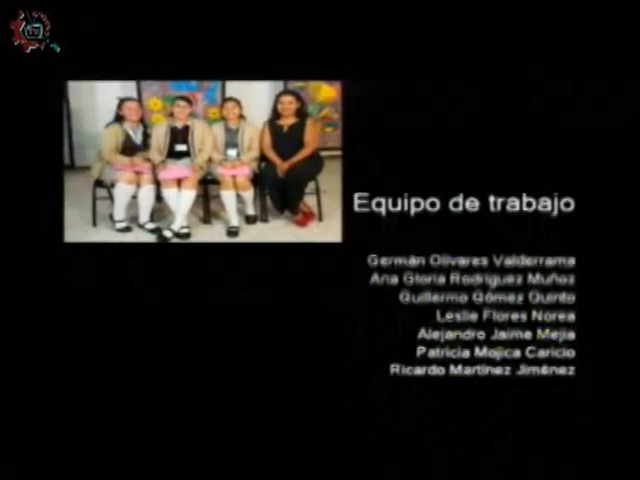 TV
Equipo de trabajo
Germán Olivares Valderrama
Ana Gloria Rodríguez Muñoz
Guillermo Gómez Quinto
Leslie Flores Norea
Alejandro Jaime Mejía
Patricia Mojica Caricio
Ricardo Martínez Jiménez